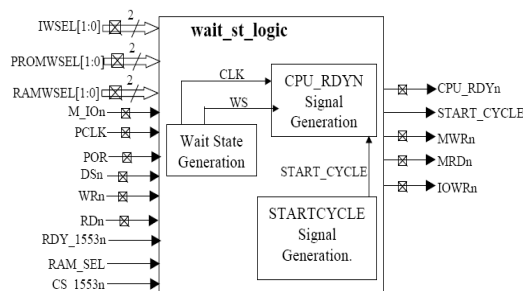 IWSEL[1:0]
2
PROMWSEL[1:0]
2
RAMWSEL[1:0]
2
M_IOn
PCLK
POR
DSn
WRn
RDn
RDY_1553n
RAM_SEL
CS_1553n
wait_st_logic
CLK
WS
Wait State
Generation
CPU_RDYN
Signal
Generation
START_CYCLE
STARTCYCLE
Signal
Generation.
CPU_RDYn
START_CYCLE
MWRn
MRDn
IOWRn